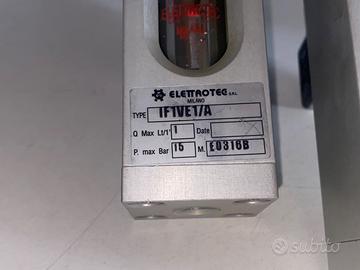 ELETTROTEC S.R.L.
MILANO
TYPE IF1VE1/A
Q Max Lt/1' 1 Date
P. max Bar 15 M. E0316B
subito